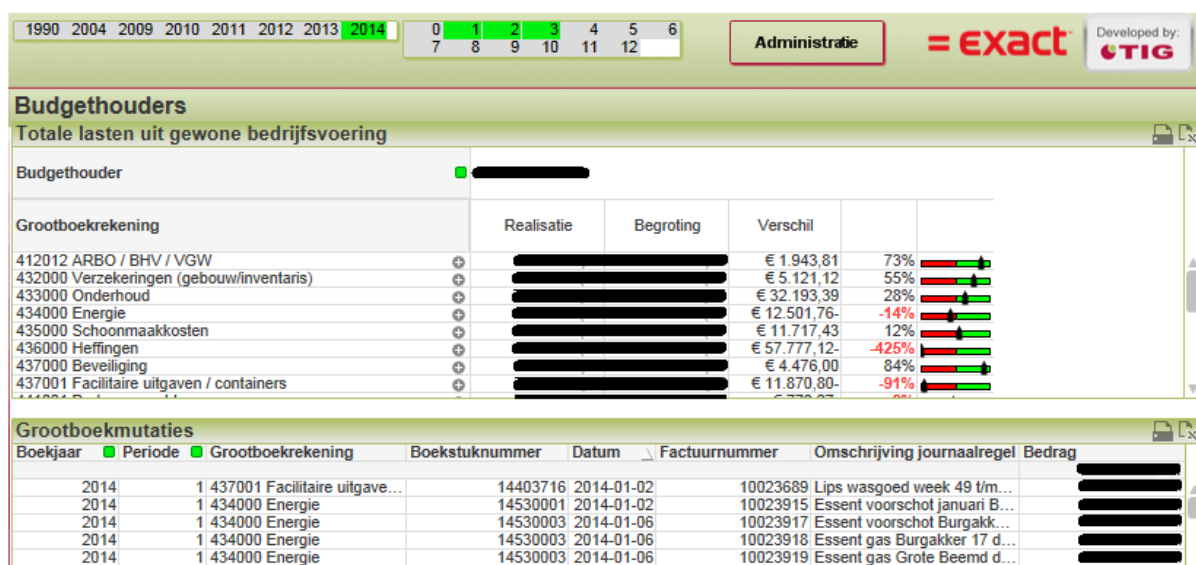 1990 2004 2009 2010 2011 2012 2013 2014
0 1 2 3 4 5 6
7 8 9 10 11 12
Administratie
= exact
Developed by:
CTIG
Budgethouders
Totale lasten uit gewone bedrijfsvoering
Budgethouder
Grootboekrekening Realisatie Begroting Verschil
412012 ARBO / BHV / VGW € 1.943,81 73%
432000 Verzekeringen (gebouw/inventaris) € 5.121,12 55%
433000 Onderhoud € 32.193,39 28%
434000 Energie € 12.501,76- -14%
435000 Schoonmaakkosten € 11.717,43 12%
436000 Heffingen € 57.777,12- -425%
437000 Beveiliging € 4.476,00 84%
437001 Facilitaire uitgaven / containers € 11.870,80- -91%
Grootboekmutaties
Boekjaar Periode Grootboekrekening Boekstuknummer Datum Factuurnummer Omschrijving journaalregel Bedrag
2014 1 437001 Facilitaire uitgave... 14403716 2014-01-02 10023689 Lips wasgoed week 49 t/m...
2014 1 434000 Energie 14530001 2014-01-02 10023915 Essent voorschot januari B...
2014 1 434000 Energie 14530003 2014-01-06 10023917 Essent voorschot Burgakk...
2014 1 434000 Energie 14530003 2014-01-06 10023918 Essent gas Burgakker 17 d...
2014 1 434000 Energie 14530003 2014-01-06 10023919 Essent gas Grote Beemd d...